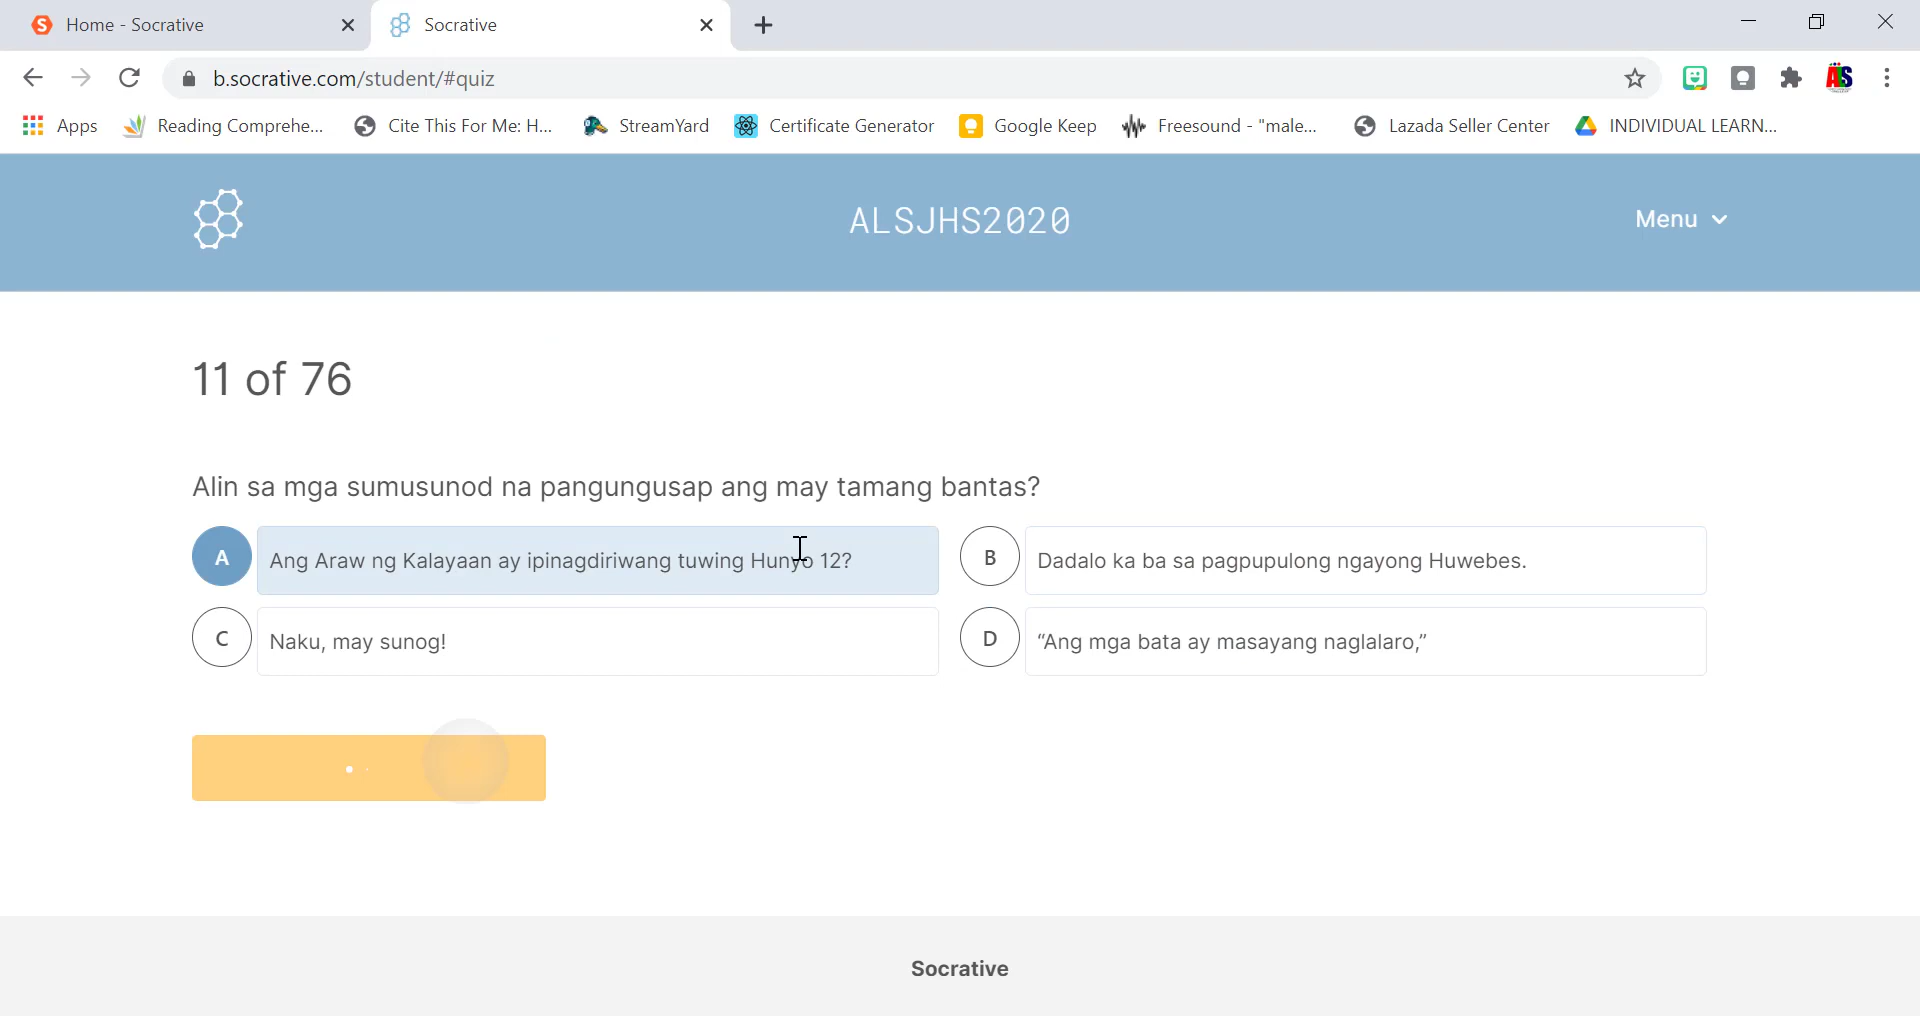 Home - Socrative
Socrative
b.socrative.com/student/#quiz
Apps
Reading Comprehe...
Cite This For Me: H...
StreamYard
Certificate Generator
Google Keep
Freesound - "male...
Lazada Seller Center
INDIVIDUAL LEARN...
ALSJHS2020
Menu
11 of 76
Alin sa mga sumusunod na pangungusap ang may tamang bantas?
A Ang Araw ng Kalayaan ay ipinagdiriwang tuwing Hunyo 12?
B Dadalo ka ba sa pagpupulong ngayong Huwebes.
C Naku, may sunog!
D “Ang mga bata ay masayang naglalaro,”
Socrative